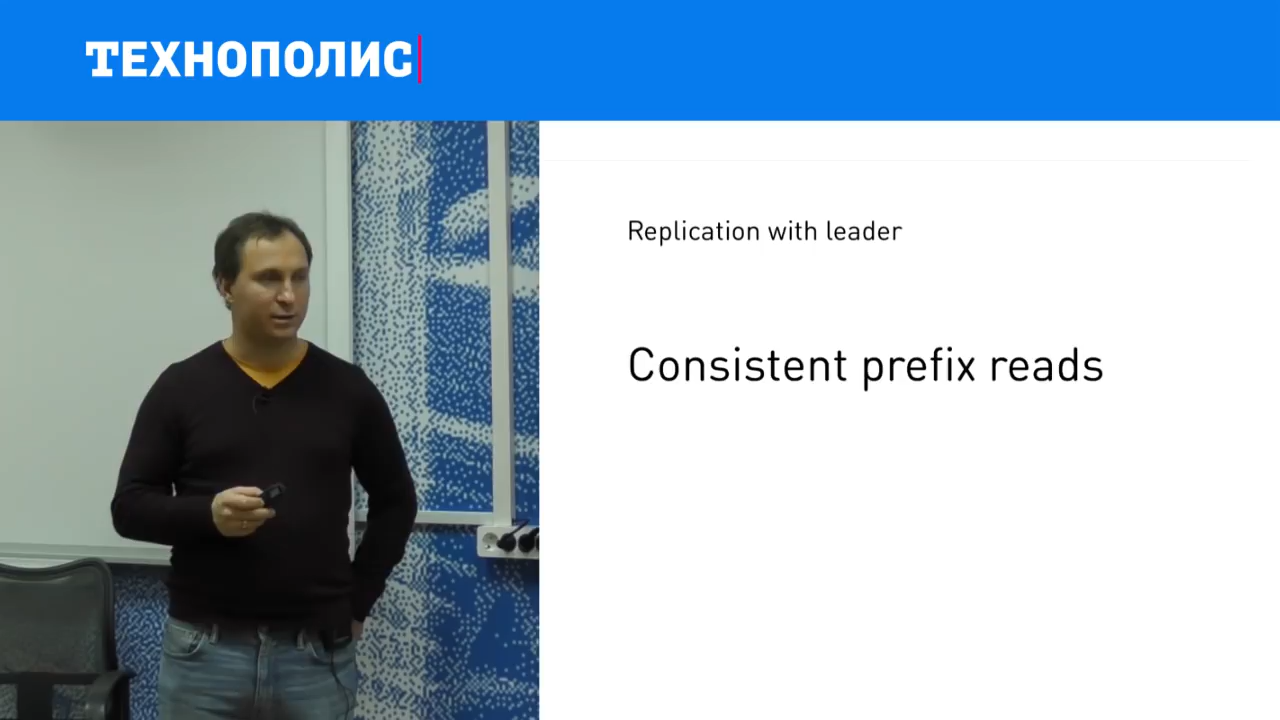 ТЕХНОПОЛИС
Replication with leader
Consistent prefix reads